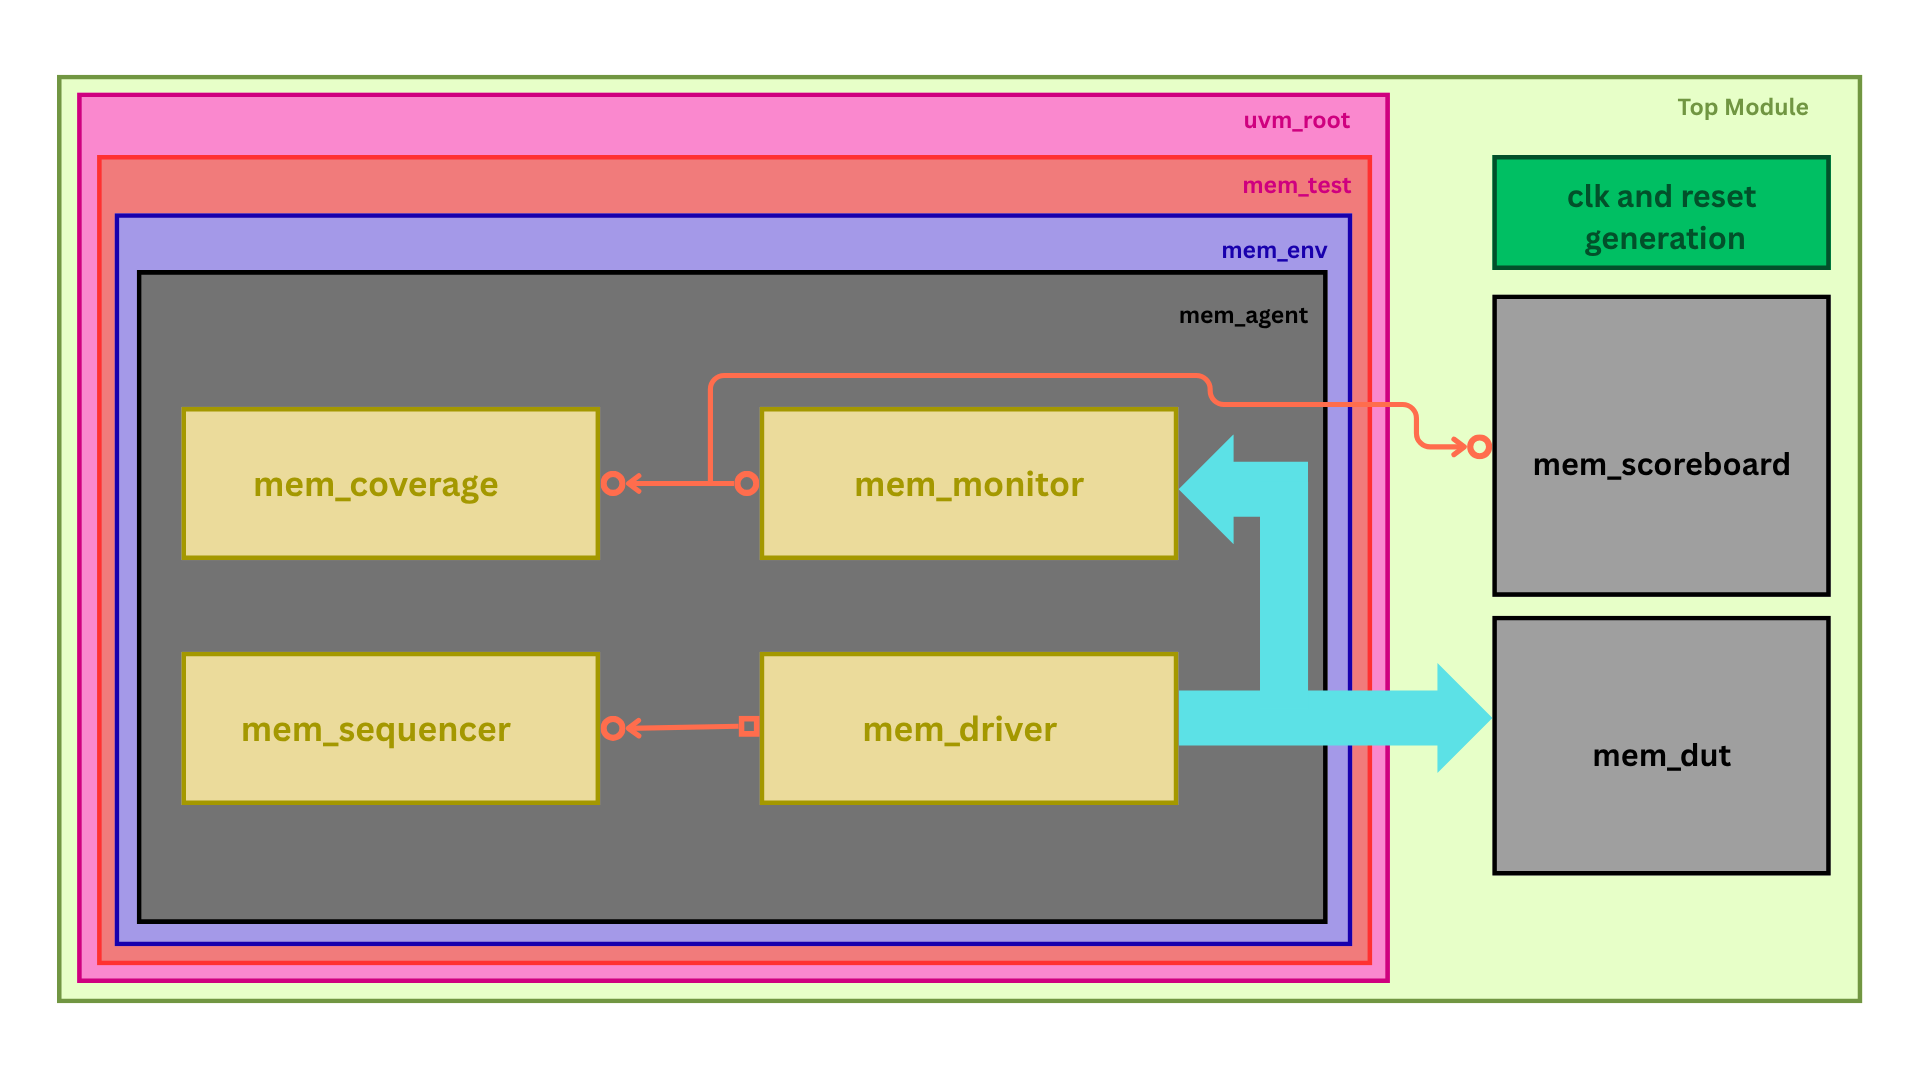 Top Module
uvm_root
mem_test
mem_env
mem_agent
clk and reset
generation
mem_scoreboard
mem_coverage
mem_monitor
mem_sequencer
mem_driver
mem_dut